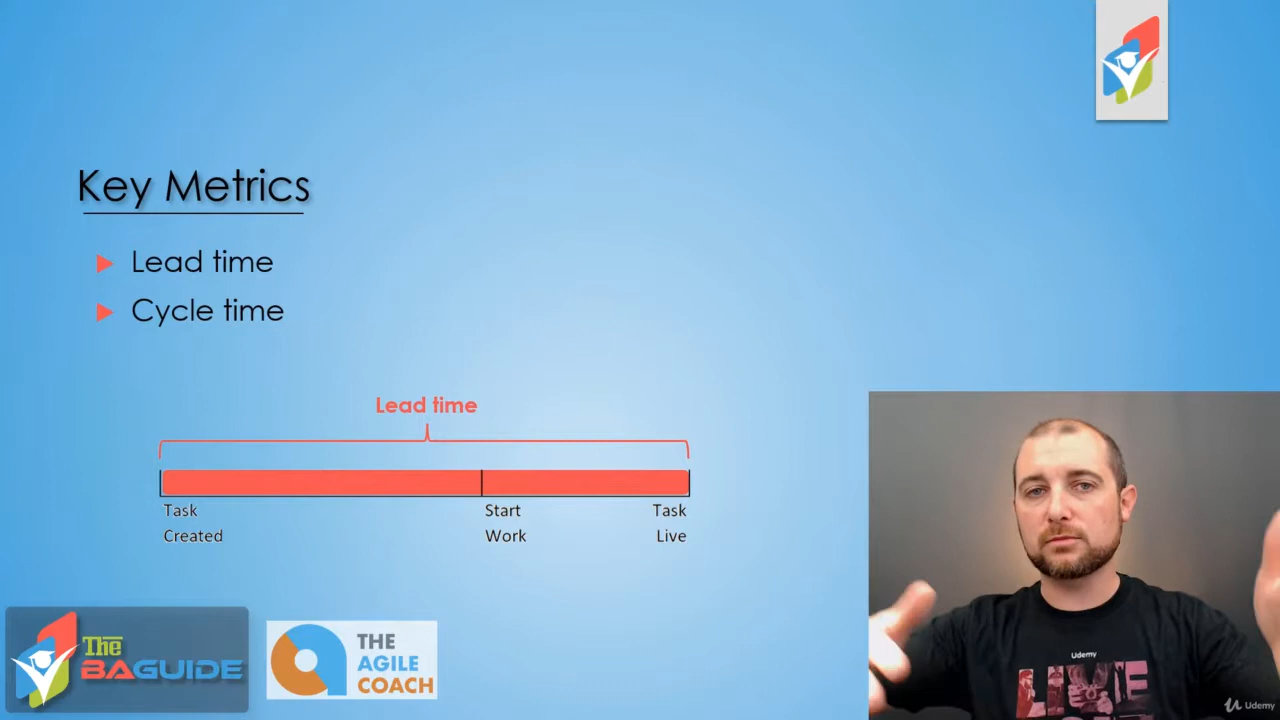 Key Metrics
Lead time
Cycle time
Lead time
Task
Created
Start
Work
Task
Live
The
BAGUIDE
THE
AGILE
COACH
Udemy
LIVE
Udemy